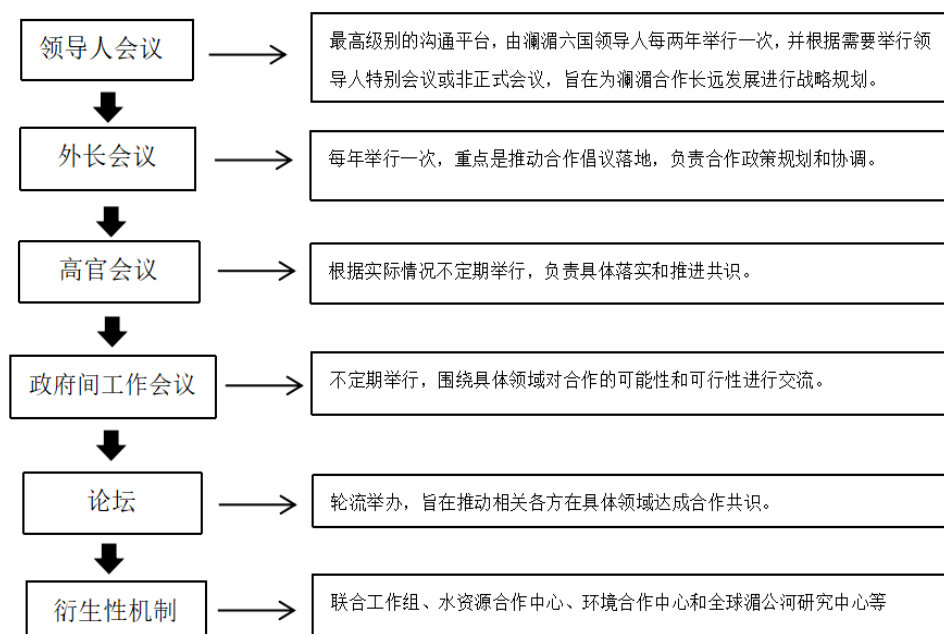 领导人会议
最高级别的沟通平台，由澜湄六国领导人每两年举行一次，并根据需要举行领
导人特别会议或非正式会议，旨在为澜湄合作长远发展进行战略规划。
外长会议
每年举行一次，重点是推动合作倡议落地，负责合作政策规划和协调。
高官会议
根据实际情况不定期举行，负责具体落实和推进共识。
政府间工作会议
不定期举行，围绕具体领域对合作的可能性和可行性进行交流。
论坛
轮流举办，旨在推动相关各方在具体领域达成合作共识。
衍生性机制
联合工作组、水资源合作中心、环境合作中心和全球湄公河研究中心等